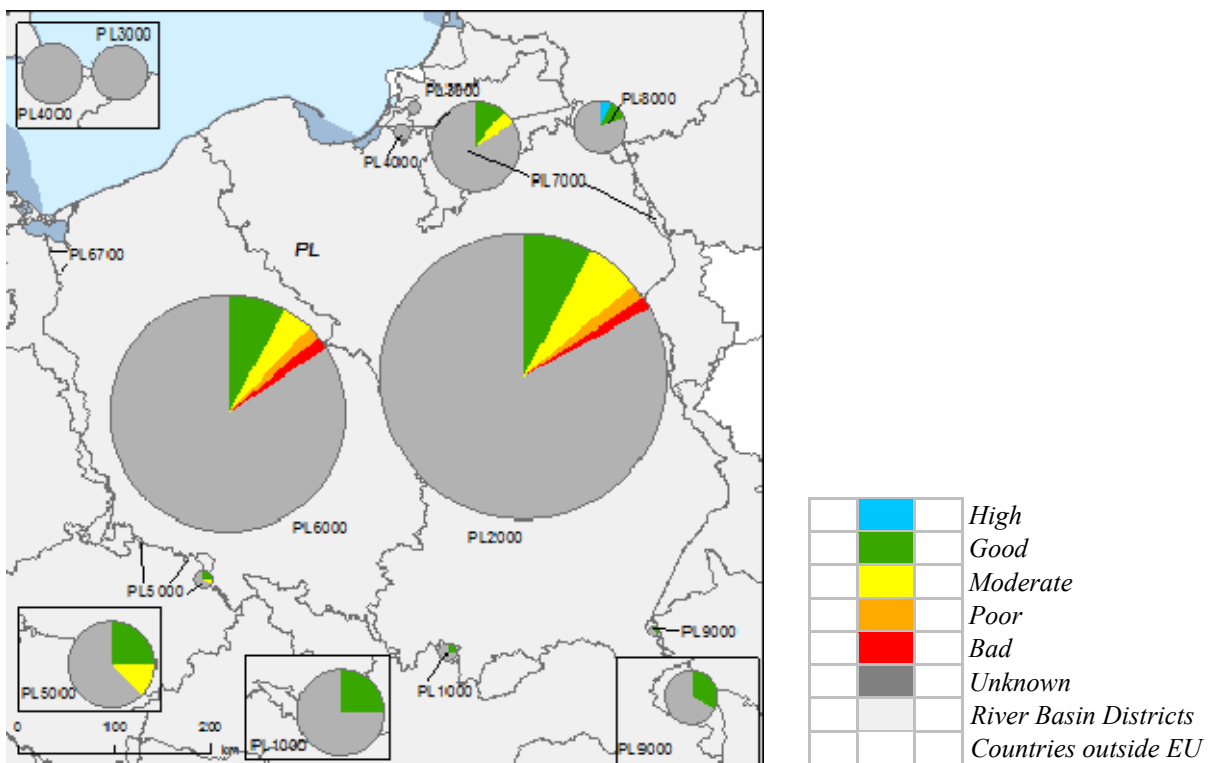 PL3000
PL4000
PL3000
PL8000
PL4000
PL7000
PL6700
PL
PL6000
PL2000
PL5000
PL9000
PL5000
PL1000
0 100 200
km
PL1000
PL9000
High
Good
Moderate
Poor
Bad
Unknown
River Basin Districts
Countries outside EU